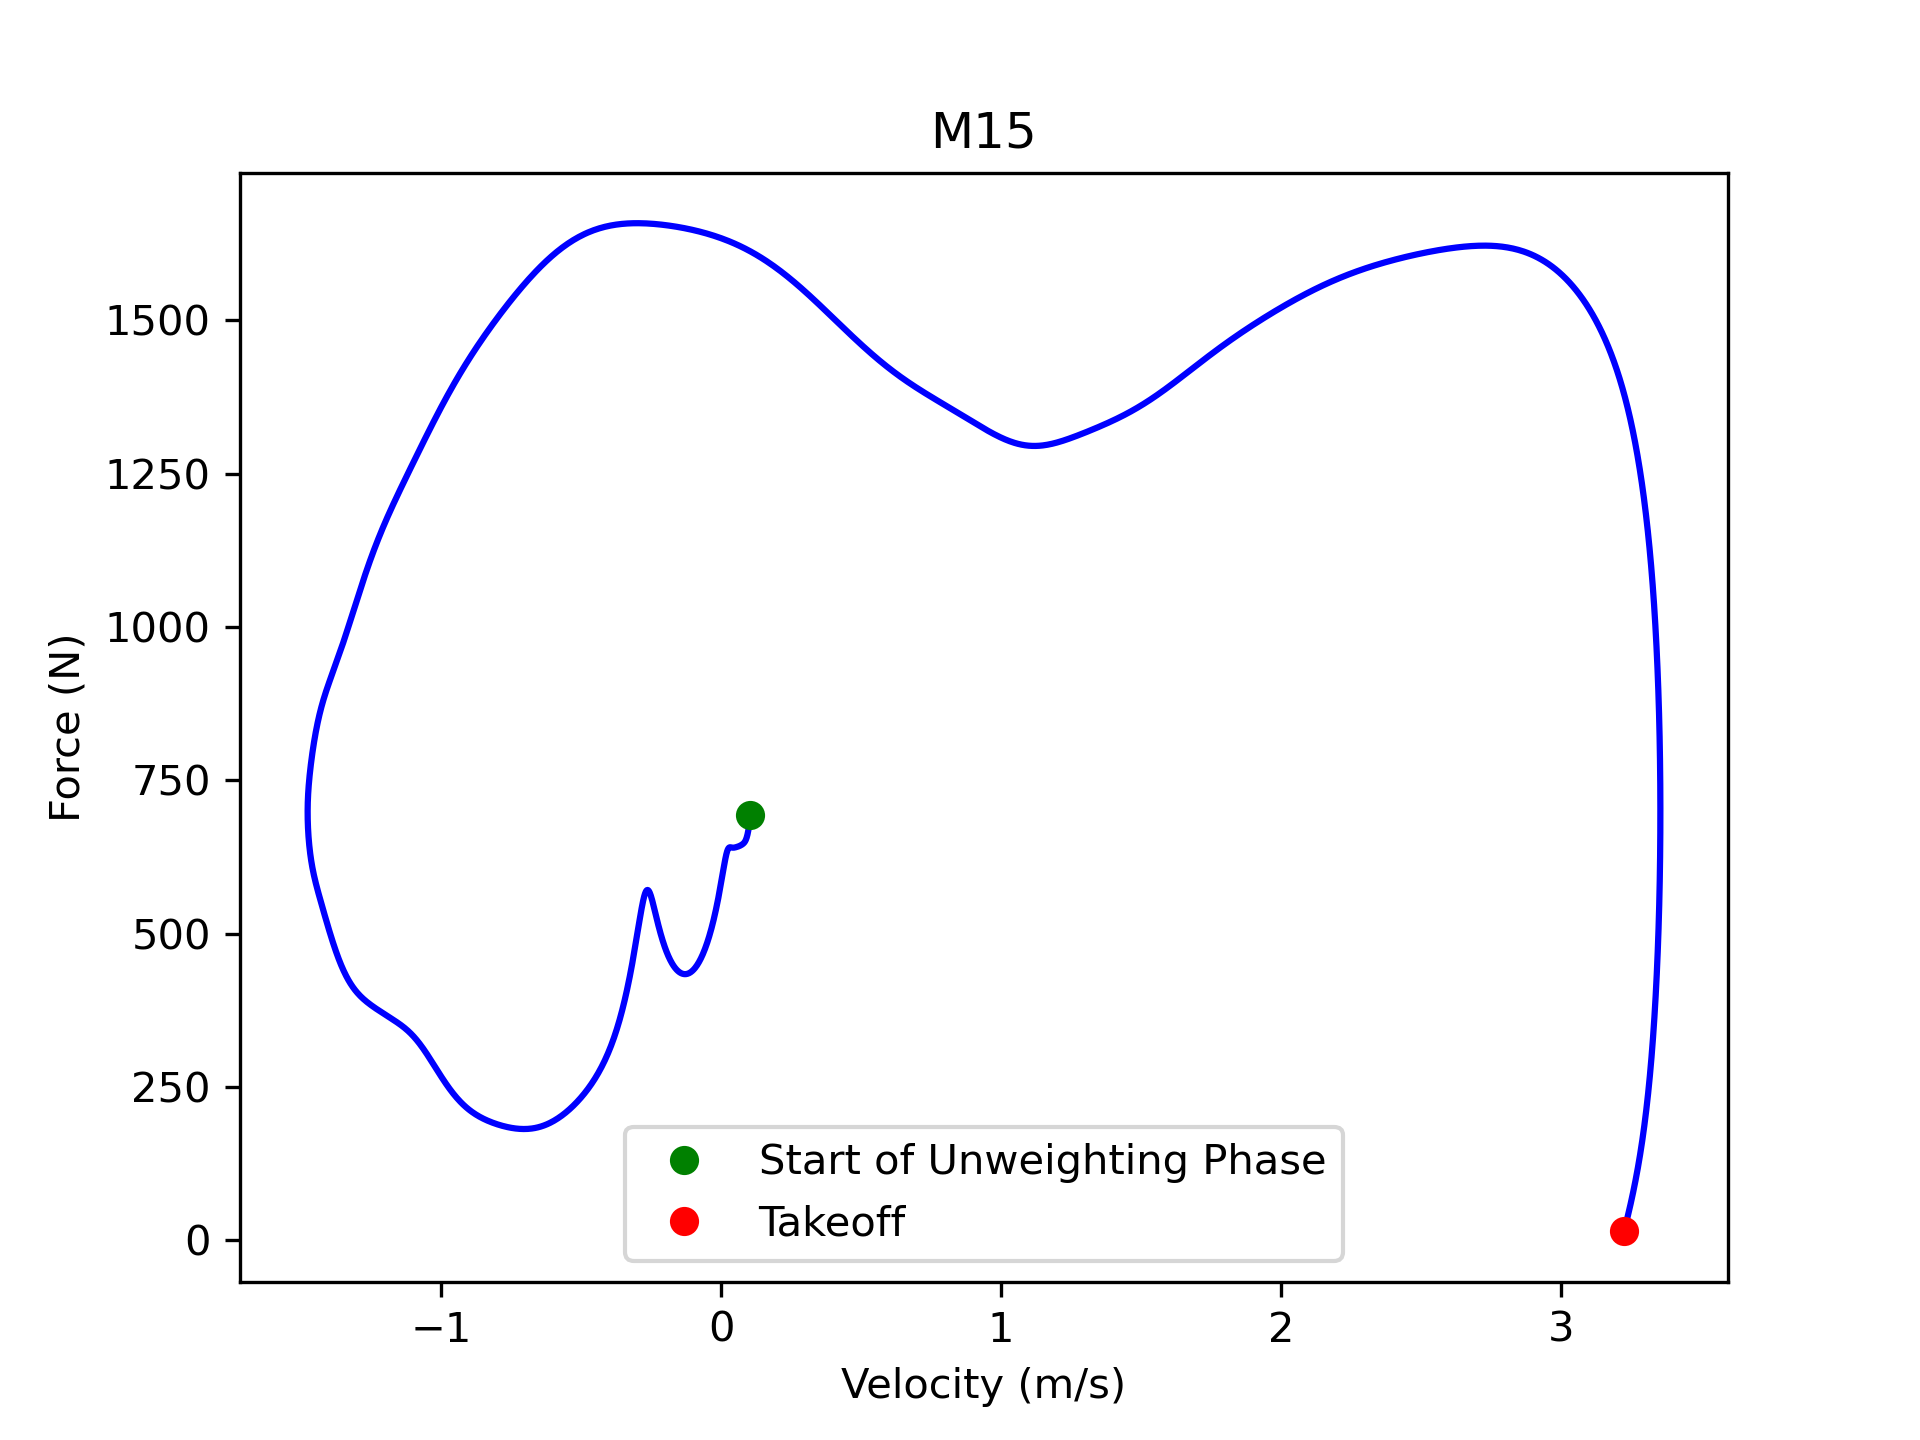 M15
Force (N)
1500
1250
1000
750
500
250
0
Start of Unweighting Phase
Takeoff
−1
0
1
2
3
Velocity (m/s)